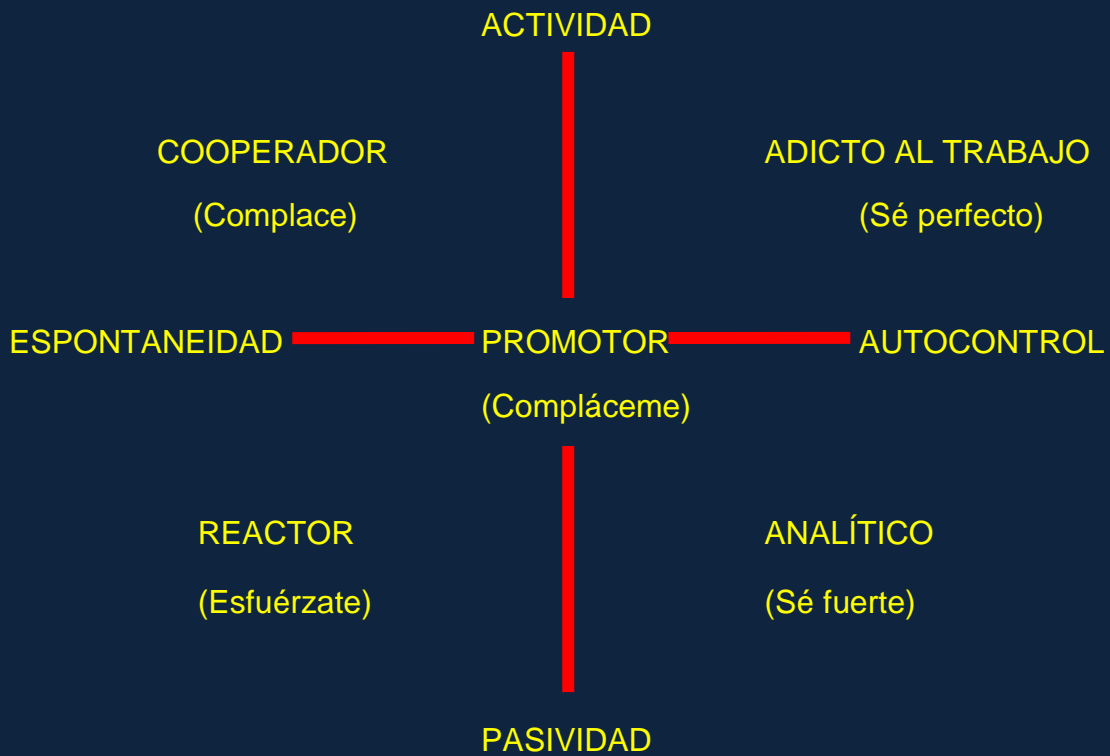 ACTIVIDAD
COOPERADOR ADICTO AL TRABAJO
(Complace) (Sé perfecto)
ESPONTANEIDAD PROMOTOR AUTOCONTROL
(Compláceme)
REACTOR ANALÍTICO
(Esfuérzate) (Sé fuerte)
PASIVIDAD